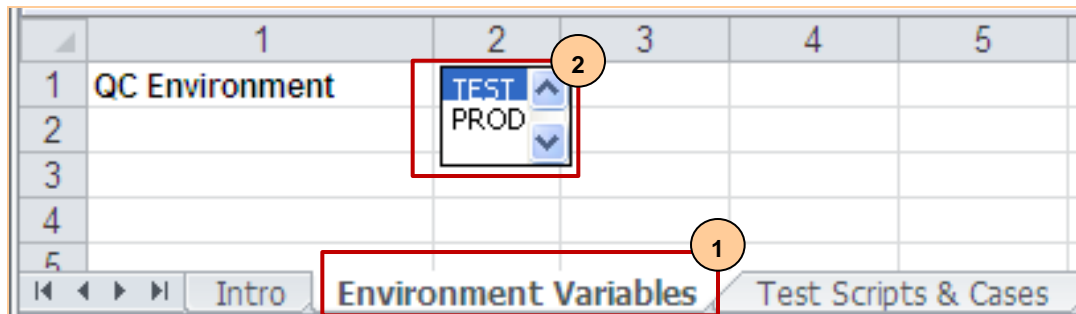 1 2 3 4 5
2
1 QC Environment TEST
2 PROD
3
4
5
1
Intro Environment Variables Test Scripts & Cases